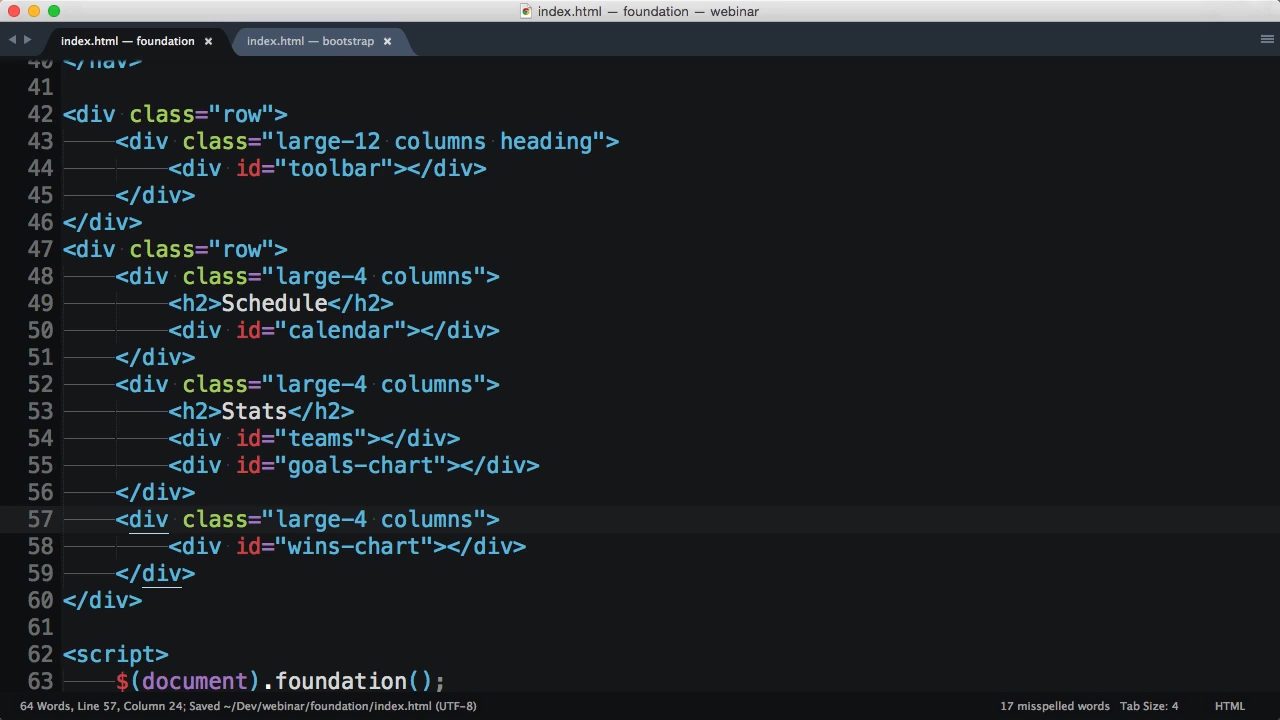 index.html — foundation — webinar
index.html — foundation × index.html — bootstrap ×
40 </nav>
41
42 <div class="row">
43 <div class="large-12 columns heading">
44 <div id="toolbar"></div>
45 </div>
46 </div>
47 <div class="row">
48 <div class="large-4 columns">
49 <h2>Schedule</h2>
50 <div id="calendar"></div>
51 </div>
52 <div class="large-4 columns">
53 <h2>Stats</h2>
54 <div id="teams"></div>
55 <div id="goals-chart"></div>
56 </div>
57 <div class="large-4 columns">
58 <div id="wins-chart"></div>
59 </div>
60 </div>
61
62 <script>
63 $(document).foundation();
64 Words, Line 57, Column 24; Saved ~/Dev/webinar/foundation/index.html (UTF-8) 17 misspelled words Tab Size: 4 HTML